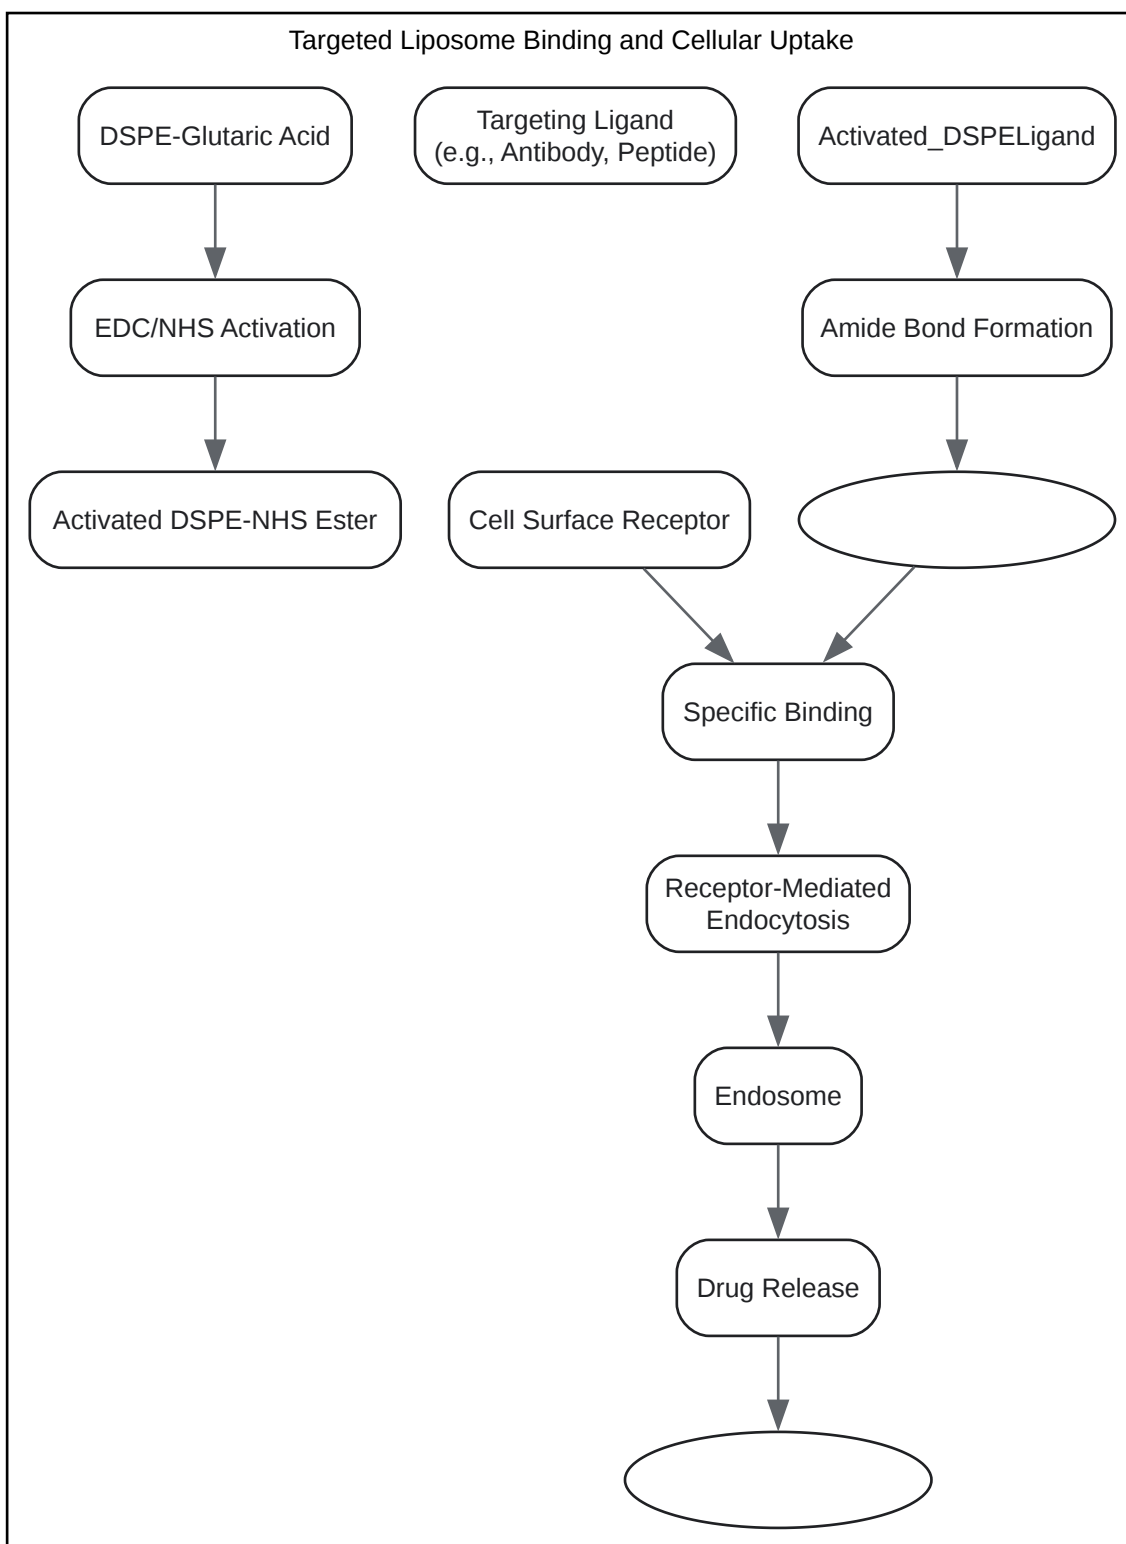 Targeted Liposome Binding and Cellular Uptake
DSPE-Glutaric Acid
Targeting Ligand
(e.g., Antibody, Peptide)
Activated_DSPELigand
EDC/NHS Activation
Amide Bond Formation
Activated DSPE-NHS Ester
Cell Surface Receptor
Specific Binding
Receptor-Mediated
Endocytosis
Endosome
Drug Release